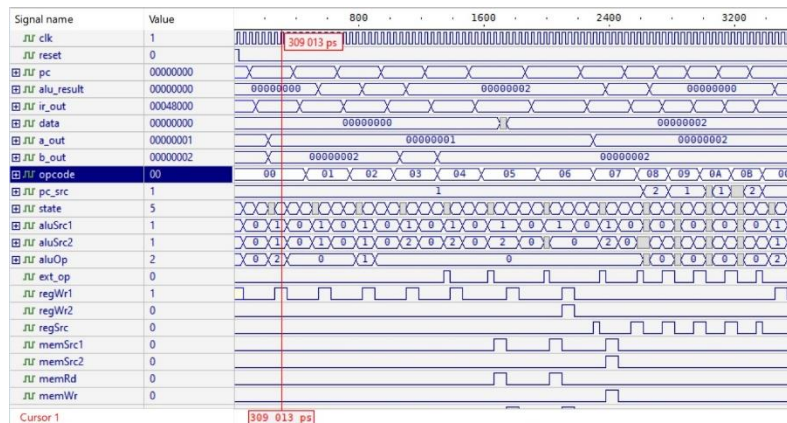 Signal name Value 800 1600 2400 3200
clk 1 309 013 ps
reset 0
pc 00000000
alu_result 00000000 00000000 00000002 00000000
ir_out 00048000
data 00000000 00000000 00000002
a_out 00000001 00000001 00000002
b_out 00000002 00000002 00000002
opcode 00 00 01 02 03 04 05 06 07 08 09 0A 0B
pc_src 1 1 2 1 1 2
state 5
aluSrc1 1 0 1 0 1 0 1 0 1 0 1 0 1 0 1 0 1 0 0 0 0 0 1
aluSrc2 1 0 1 0 1 0 1 0 1 0 2 0 2 0 2 0 0 2 0 0 0 0 0 1
aluOp 2 0 2 0 1 0 0 0 0 0 2
ext_op 0
regWr1 1
regWr2 0
regSrc 0
memSrc1 0
memSrc2 0
memRd 0
memWr 0
Cursor 1 309 013 ps